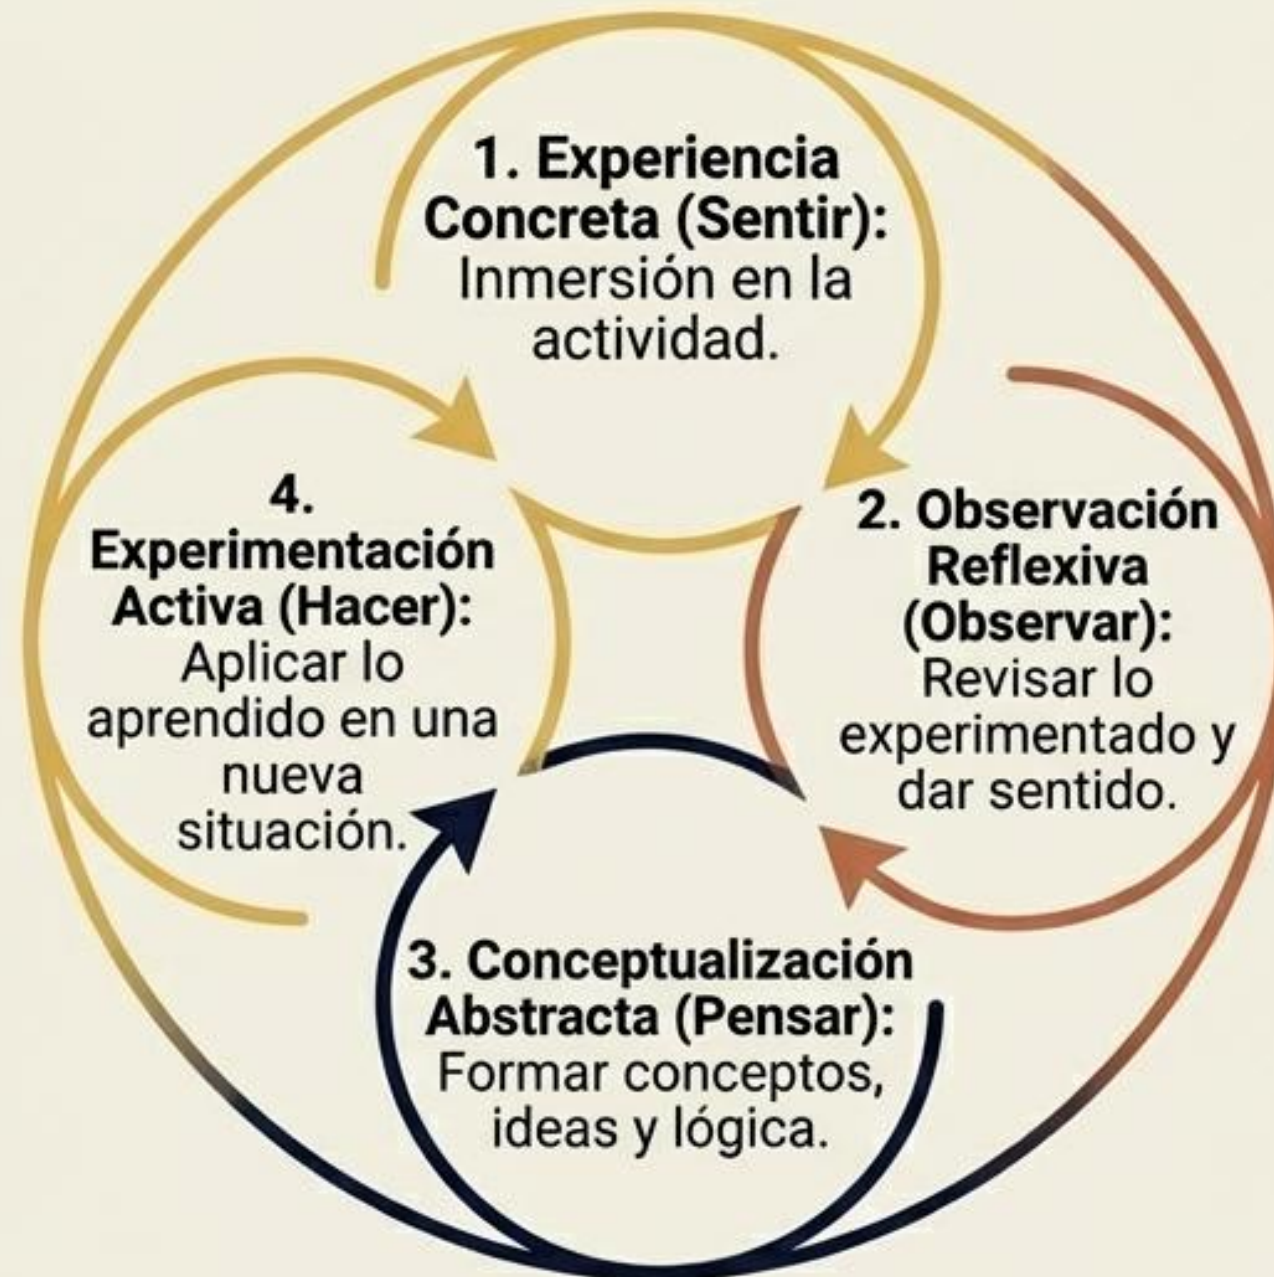 1. Experiencia
Concreta (Sentir):
Inmersión en la
actividad.
2. Observación
Reflexiva
(Observar):
Revisar lo
experimentado y
dar sentido.
3. Conceptualización
Abstracta (Pensar):
Formar conceptos,
ideas y lógica.
4.
Experimentación
Activa (Hacer):
Aplicar lo
aprendido en una
nueva
situación.